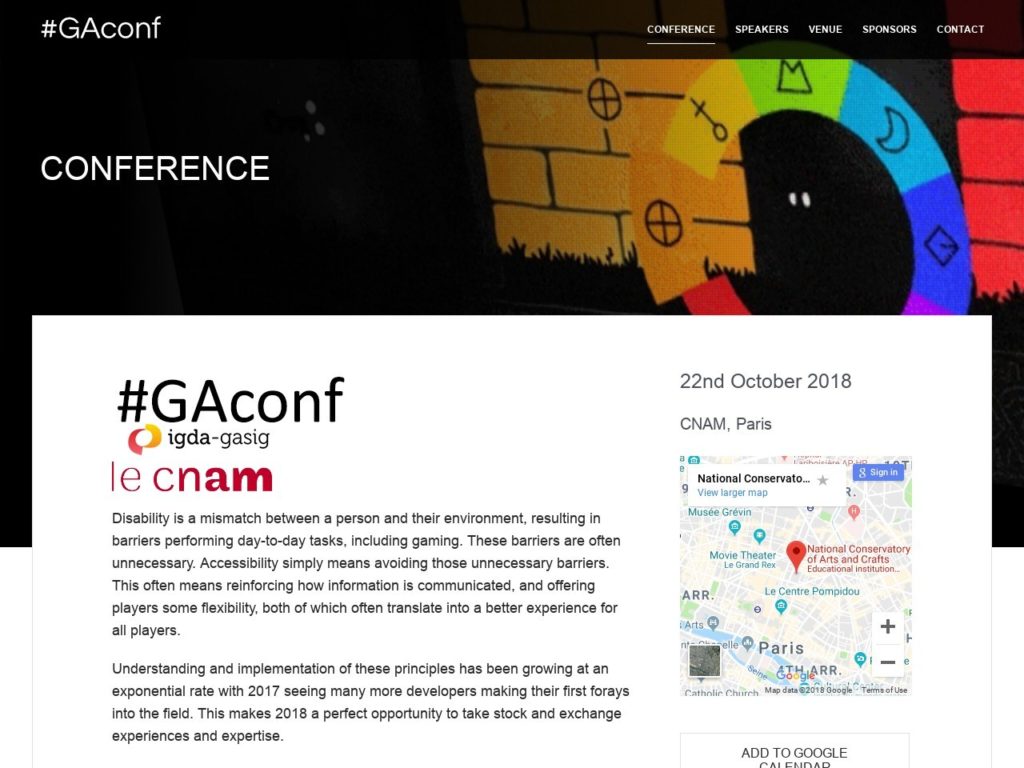 #GAconf
CONFERENCE
SPEAKERS
VENUE
SPONSORS
CONTACT
CONFERENCE
#GAconf
igda-gasig
le cnam
Disability is a mismatch between a person and their environment, resulting in
barriers performing day-to-day tasks, including gaming. These barriers are often
unnecessary. Accessibility simply means avoiding those unnecessary barriers.
This often means reinforcing how information is communicated, and offering
players some flexibility, both of which often translate into a better experience for
all players.
Understanding and implementation of these principles has been growing at an
exponential rate with 2017 seeing many more developers making their first forays
into the field. This makes 2018 a perfect opportunity to take stock and exchange
experiences and expertise.
22nd October 2018
CNAM, Paris
National Conservato...
View larger map
Sign in
Musée Grévin
Movie Theater
Le Grand Rex
National Conservatory
of Arts and Crafts
Educational institution...
ARR.
Le Centre Pompidou
Arts
Paris
Seine
4TH ARR.
Google
Catholic Church
Cultural Center
Map data ©2018 Google
Terms of Use
ADD TO GOOGLE
CALENDAR